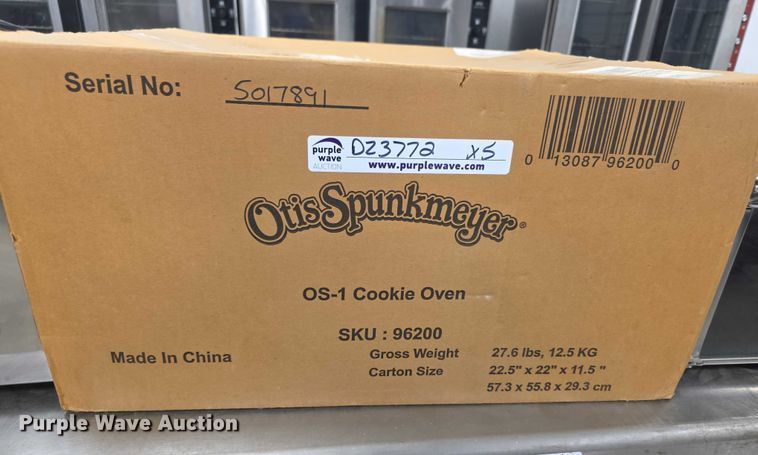 Serial No: 5017891
purple wave AUCTION
DZ3772 x5
www.purplewave.com
0 13087 96200 0
Otis Spunkmeyer®
OS-1 Cookie Oven
SKU : 96200
Made In China
Gross Weight 27.6 lbs, 12.5 KG
Carton Size 22.5" x 22" x 11.5 "
57.3 x 55.8 x 29.3 cm
Purple Wave Auction